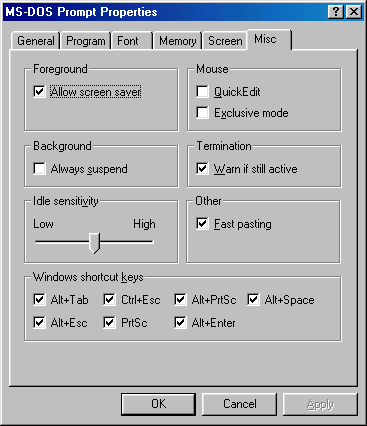 MS-DOS Prompt Properties
General Program Font Memory Screen Misc
Foreground
Allow screen saver
Mouse
QuickEdit
Exclusive mode
Background
Always suspend
Termination
Warn if still active
Idle sensitivity
Low High
Other
Fast pasting
Windows shortcut keys
Alt+Tab Ctrl+Esc Alt+PrtSc Alt+Space
Alt+Esc PrtSc Alt+Enter
OK Cancel Apply